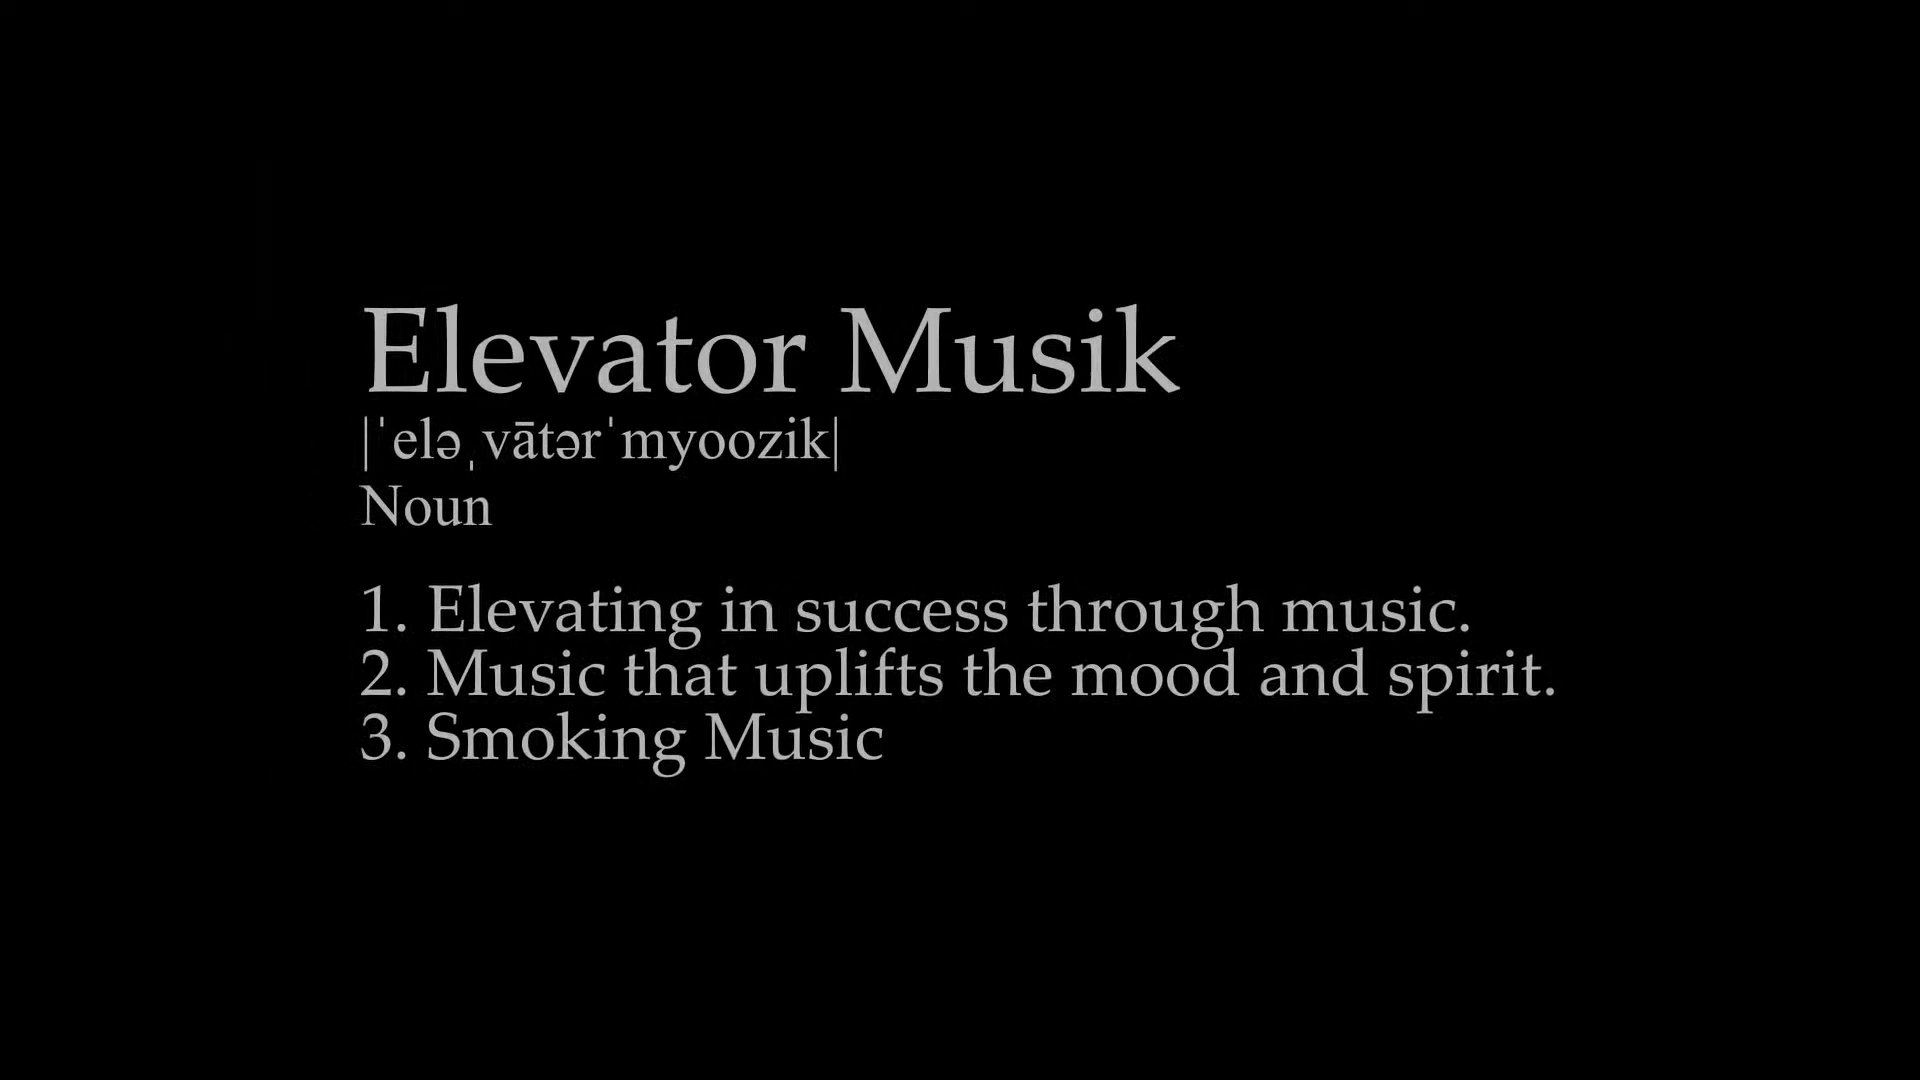 Elevator Musik
|ˈeləˌvātərˈmyoozik|
Noun
1. Elevating in success through music.
2. Music that uplifts the mood and spirit.
3. Smoking Music